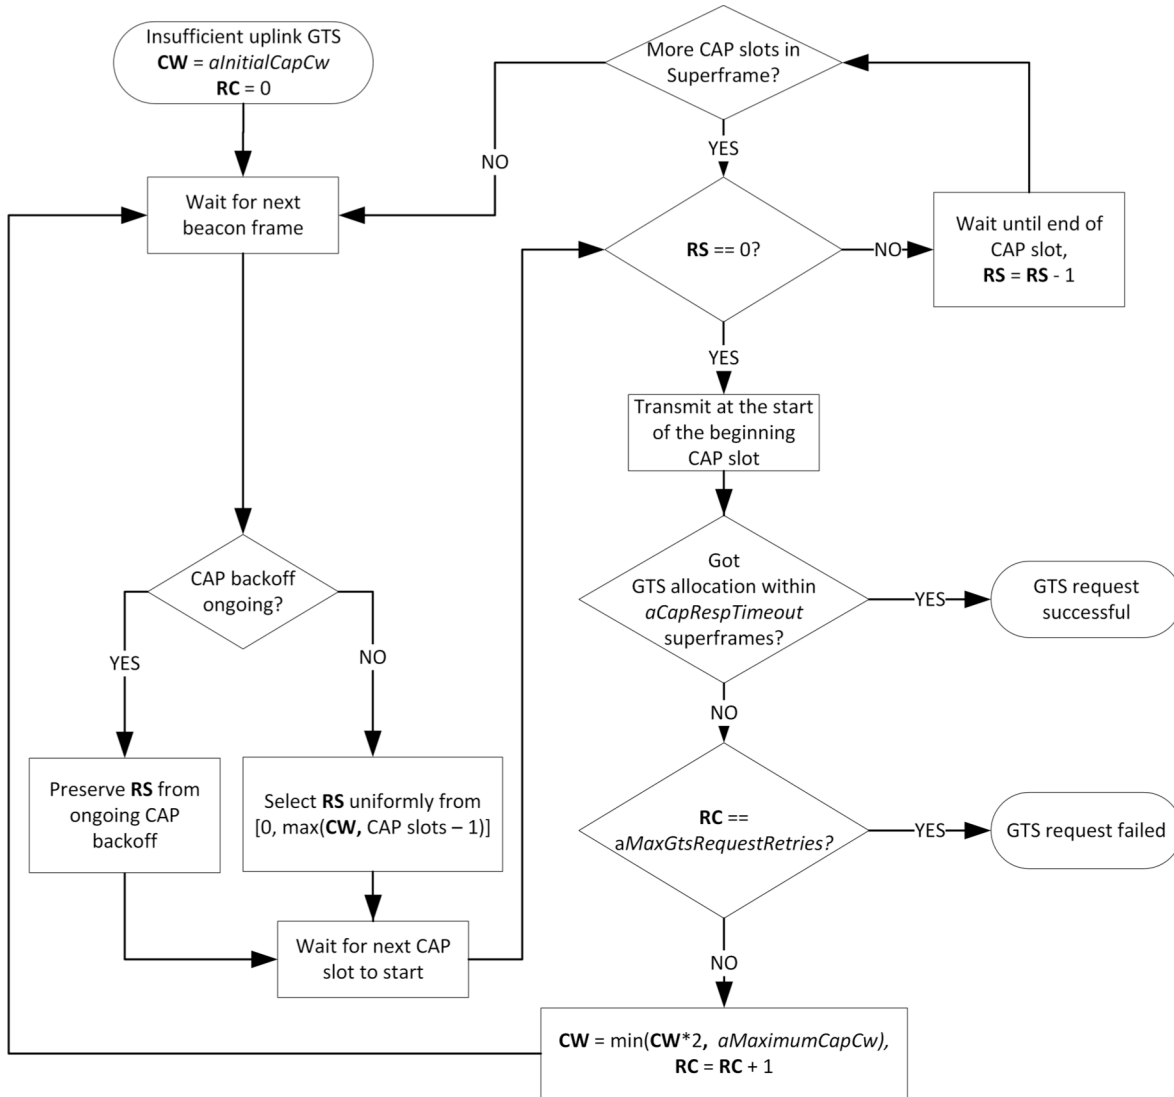 Insufficient uplink GTS
CW = aInitialCapCw
RC = 0
More CAP slots in
Superframe?
NO
YES
Wait for next
beacon frame
RS == 0?
NO
Wait until end of
CAP slot,
RS = RS - 1
YES
Transmit at the start
of the beginning
CAP slot
CAP backoff
ongoing?
YES
NO
Got
GTS allocation within
aCapRespTimeout
superframes?
YES
GTS request
successful
NO
Preserve RS from
ongoing CAP
backoff
Select RS uniformly from
[0, max(CW, CAP slots – 1)]
RC ==
aMaxGtsRequestRetries?
YES
GTS request failed
Wait for next CAP
slot to start
NO
CW = min(CW*2, aMaximumCapCw),
RC = RC + 1